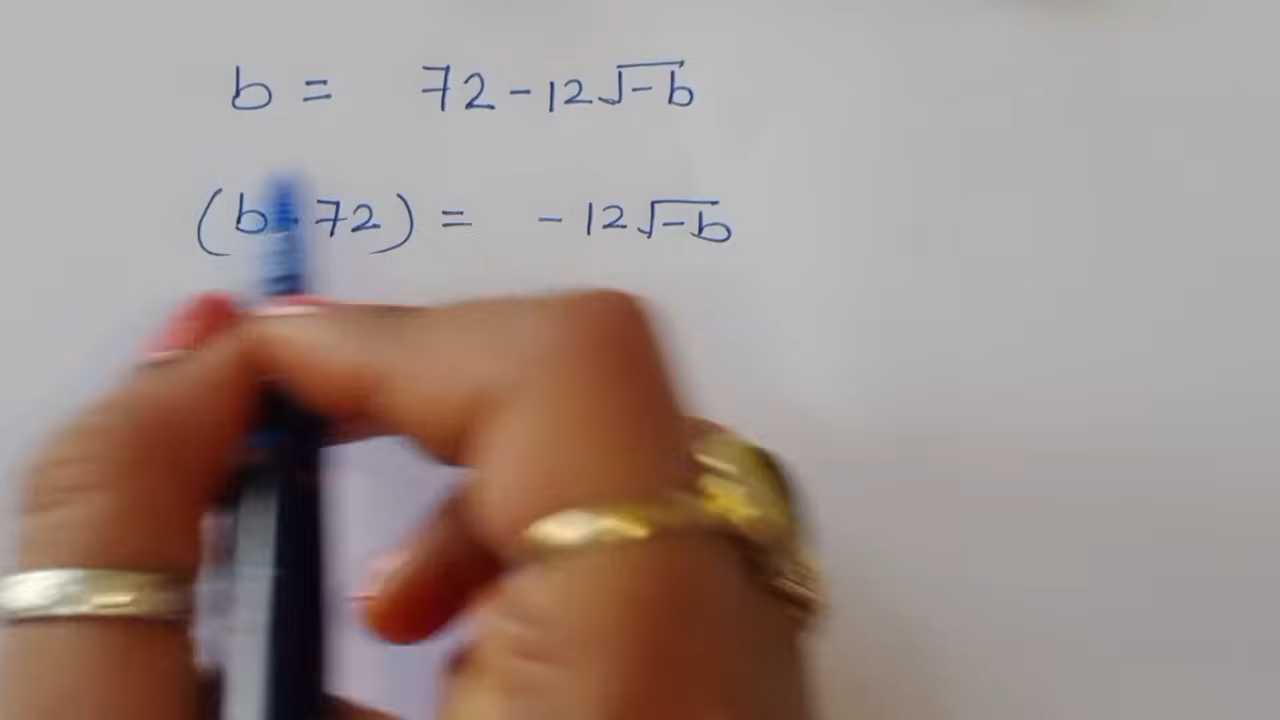 b = 72 - 12√-b
(b - 72) = - 12√-b